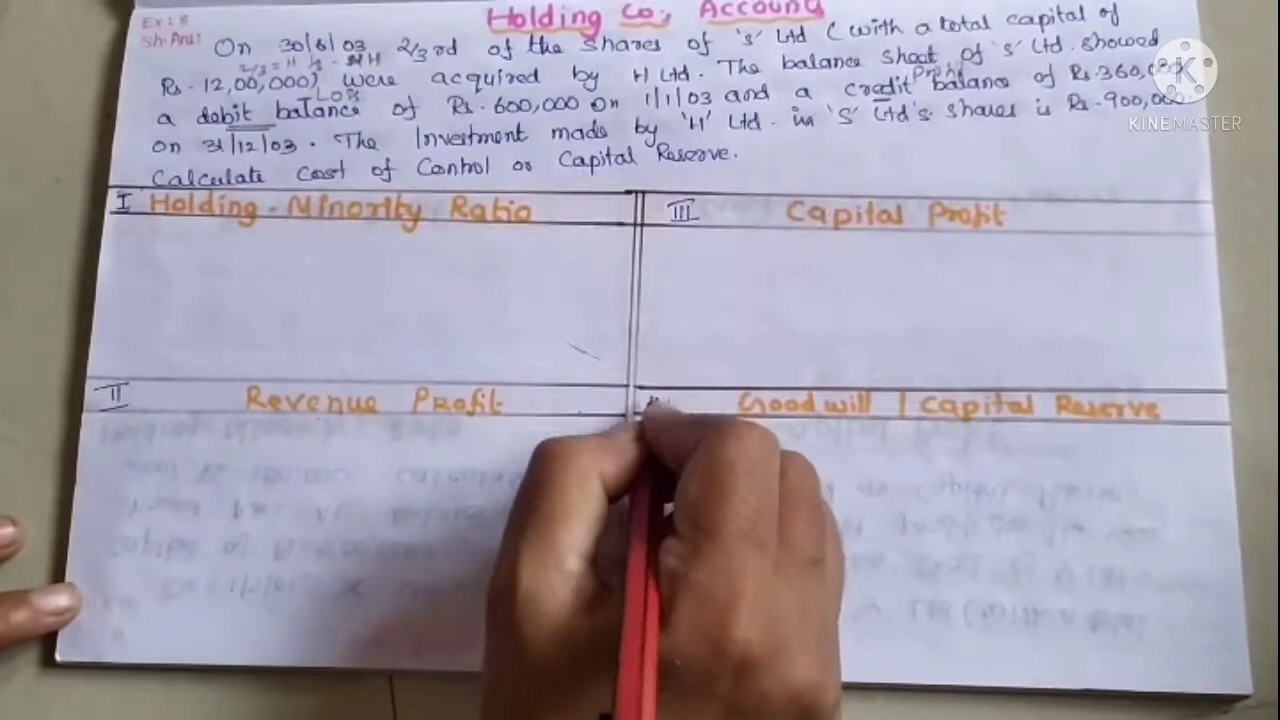 Holding Co:, Account
Ex: 8
Sh. Ans:
On 30/6/03 2/3rd of the shares of 's' Ltd (with a total capital of
2/3 = H
Rs. 12,00,000) were acquired by H Ltd. The balance sheet of 's' Ltd. showed
Loss
Profit
a debit balance of Rs. 600,000 on 1/1/03 and a credit balance of Rs. 360,000
on 31/12/03. The Investment made by 'H' Ltd. in 's' Ltd's. shares is Rs. 900,000.
Calculate Cost of Control or Capital Reserve.
KINEMASTER
I Holding - Minority Ratio
III Capital Profit
II Revenue Profit
Goodwill / Capital Reserve